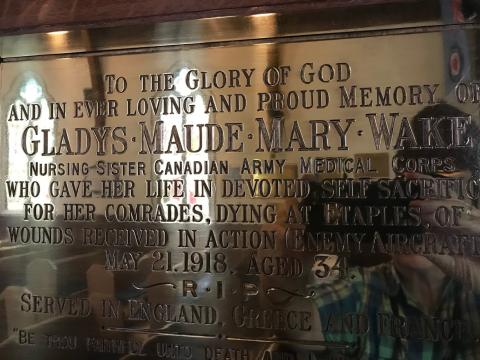 TO THE GLORY OF GOD
AND IN EVER LOVING AND PROUD MEMORY OF
GLADYS·MAUDE·MARY·WAKE
NURSING SISTER CANADIAN ARMY MEDICAL CORPS
WHO GAVE HER LIFE IN DEVOTED SELF SACRIFIC
FOR HER COMRADES, DYING AT ETAPLES, OF
WOUNDS RECEIVED IN ACTION (ENEMY AIRCRAFT
MAY 21. 1918. AGED 34.
R·I·P
SERVED IN ENGLAND, GREECE AND FRANCE
"BE THOU FAITHFUL UNTO DEATH